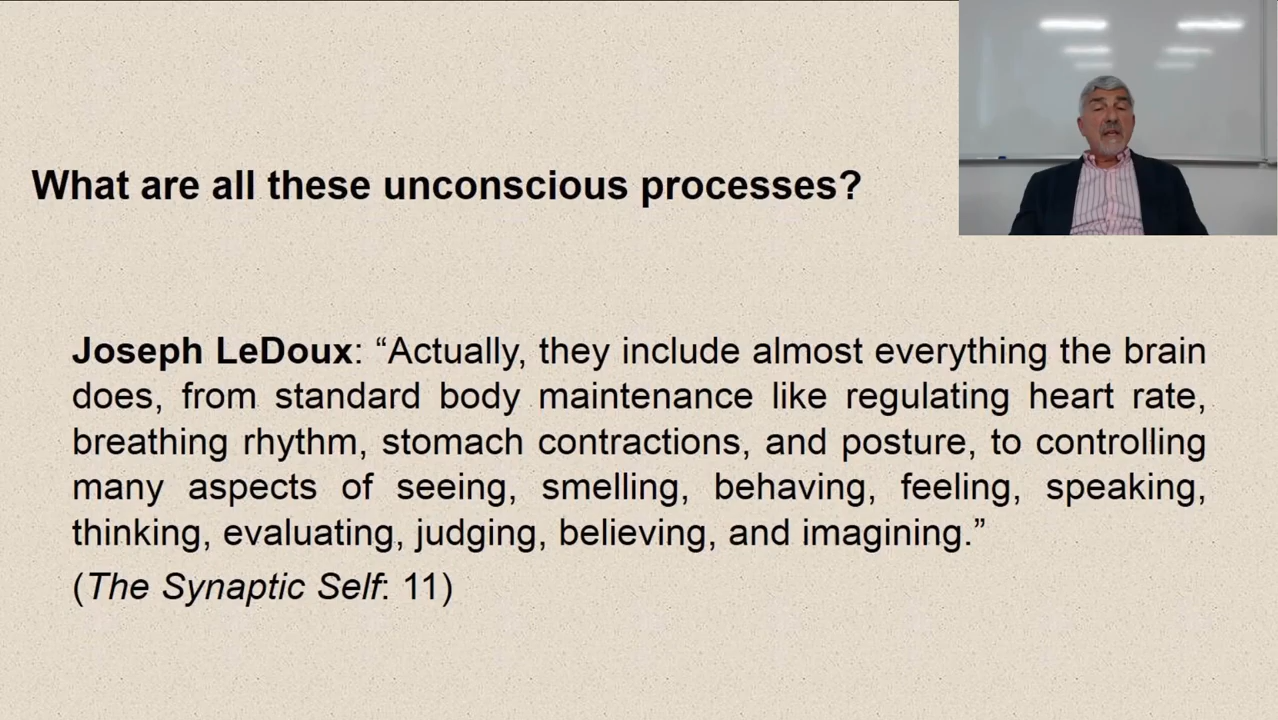 What are all these unconscious processes?
Joseph LeDoux: “Actually, they include almost everything the brain
does, from standard body maintenance like regulating heart rate,
breathing rhythm, stomach contractions, and posture, to controlling
many aspects of seeing, smelling, behaving, feeling, speaking,
thinking, evaluating, judging, believing, and imagining.”
(The Synaptic Self: 11)